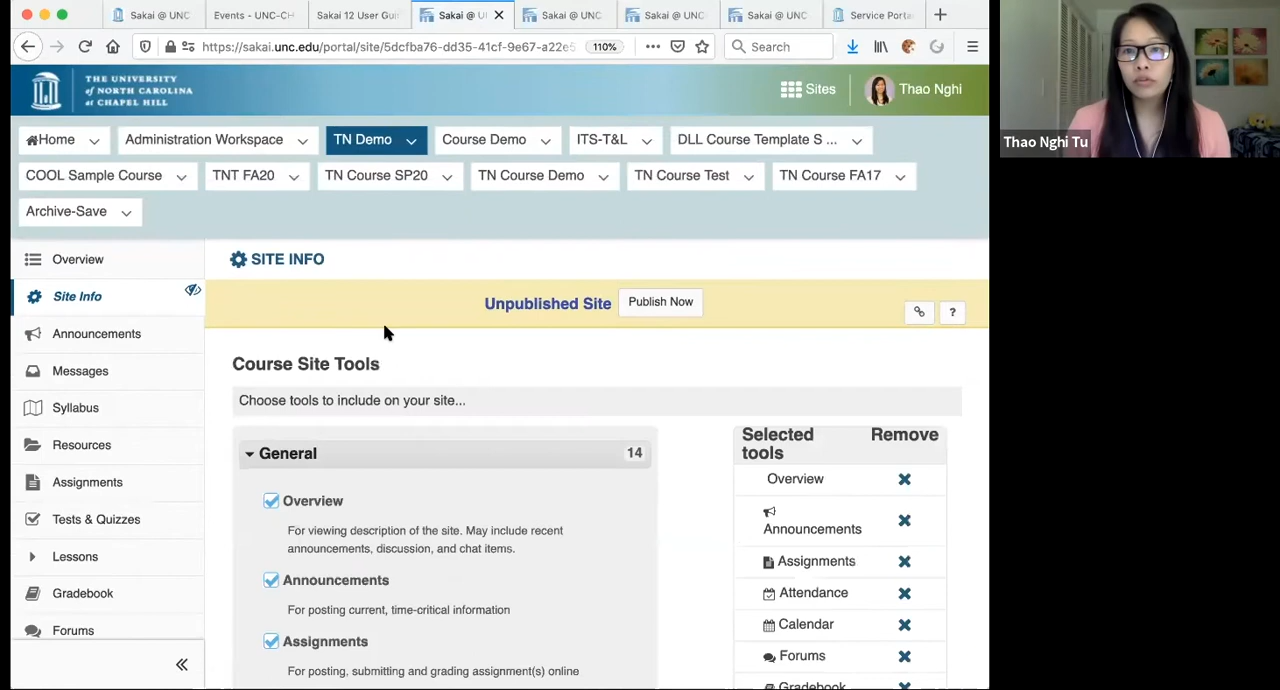 Sakai @ UNC
Events - UNC-CH
Sakai 12 User Gui
Sakai @ U
Sakai @ UNC
Sakai @ UNC
Sakai @ UNC
Service Porta
https://sakai.unc.edu/portal/site/5dcfba76-dd35-41cf-9e67-a22e5
110%
Search
THE UNIVERSITY
of NORTH CAROLINA
at CHAPEL HILL
Sites
Thao Nghi
Thao Nghi Tu
Home
Administration Workspace
TN Demo
Course Demo
ITS-T&L
DLL Course Template S ...
COOL Sample Course
TNT FA20
TN Course SP20
TN Course Demo
TN Course Test
TN Course FA17
Archive-Save
Overview
Site Info
Announcements
Messages
Syllabus
Resources
Assignments
Tests & Quizzes
Lessons
Gradebook
Forums
SITE INFO
Unpublished Site
Publish Now
?
Course Site Tools
Choose tools to include on your site...
General
14
Overview
For viewing description of the site. May include recent
announcements, discussion, and chat items.
Announcements
For posting current, time-critical information
Assignments
For posting, submitting and grading assignment(s) online
Selected
tools
Remove
Overview
Announcements
Assignments
Attendance
Calendar
Forums
Gradebook